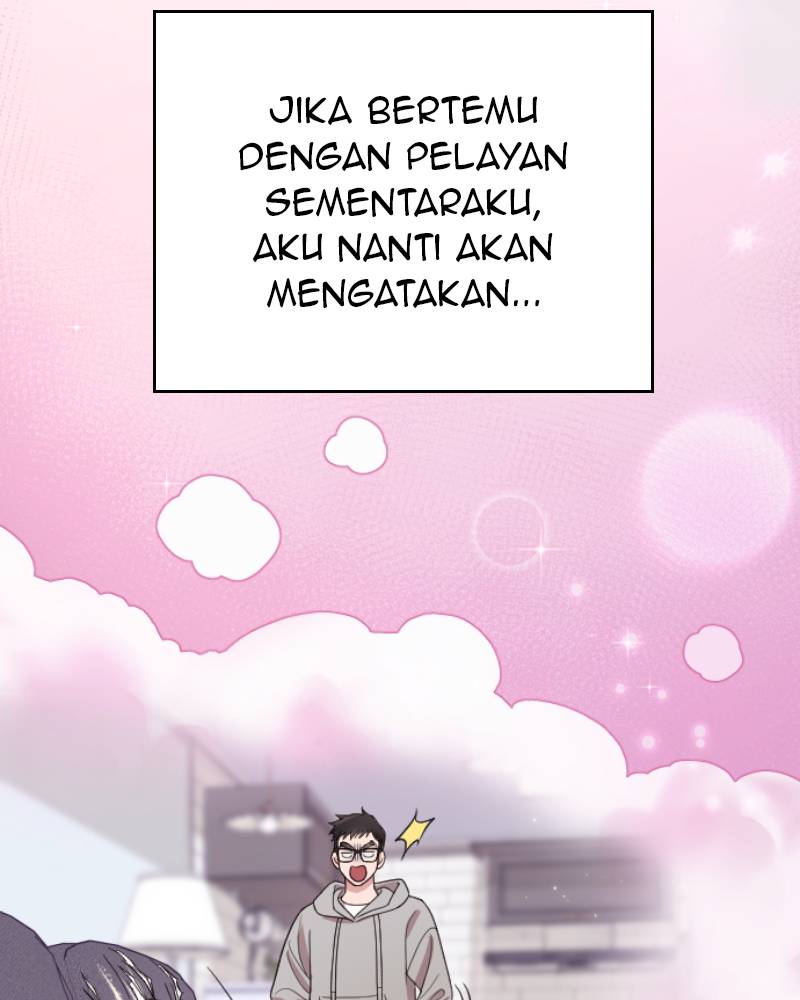 JIKA BERTEMU
DENGAN PELAYAN
SEMENTARAKU,
AKU NANTI AKAN
MENGATAKAN...